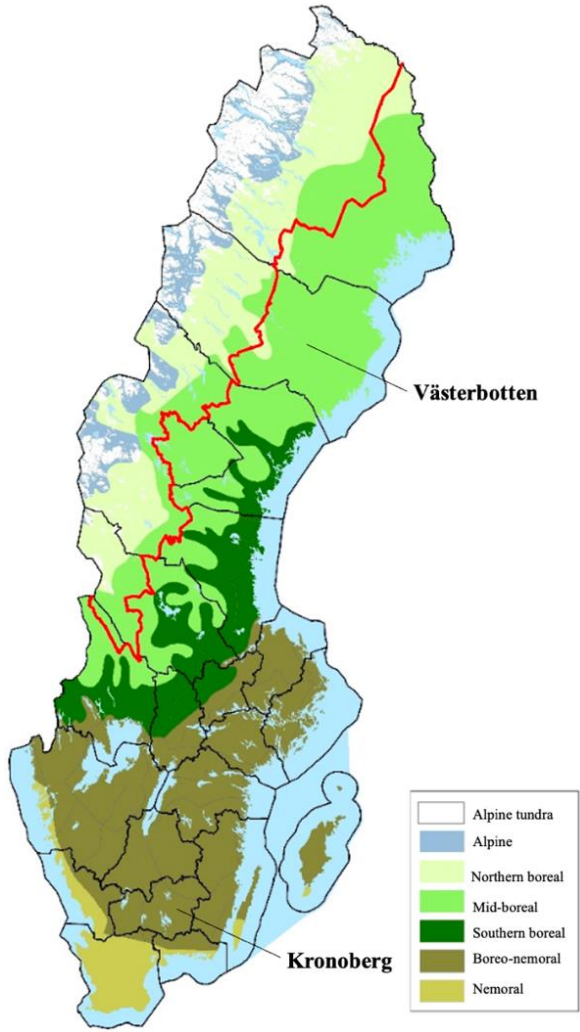 Västerbotten
Alpine tundra
Alpine
Northern boreal
Mid-boreal
Southern boreal
Boreo-nemoral
Nemoral
Kronoberg